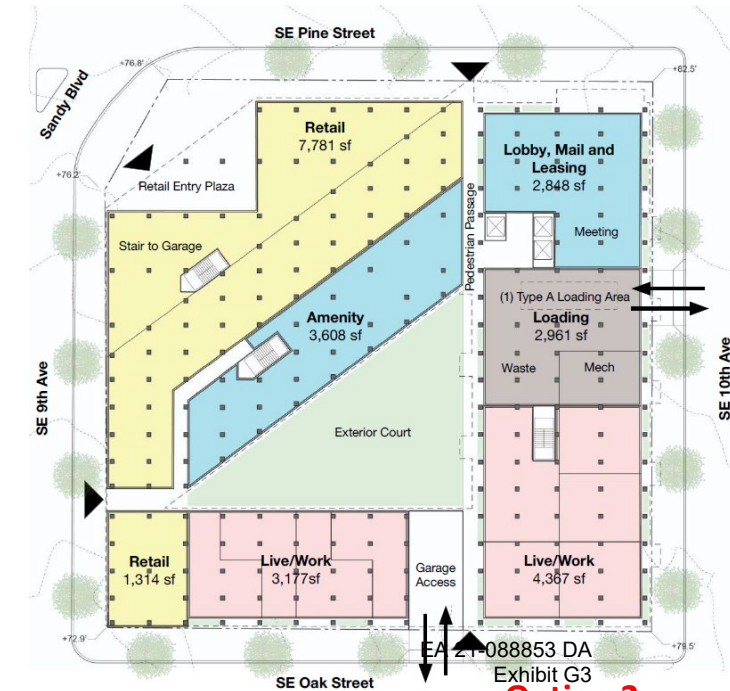 SE Pine Street
+76.8'
+82.5'
Sandy Blvd
Retail
7,781 sf
Lobby, Mail and
Leasing
2,848 sf
+76.2'
Retail Entry Plaza
Pedestrian Passage
Meeting
Stair to Garage
(1) Type A Loading Area
Loading
2,961 sf
Amenity
3,608 sf
Waste
Mech
SE 9th Ave
SE 10th Ave
Exterior Court
Retail
1,314 sf
Live/Work
3,177sf
Garage
Access
Live/Work
4,367 sf
+72.9'
+79.5'
EA 21-088853 DA
Exhibit G3
SE Oak Street